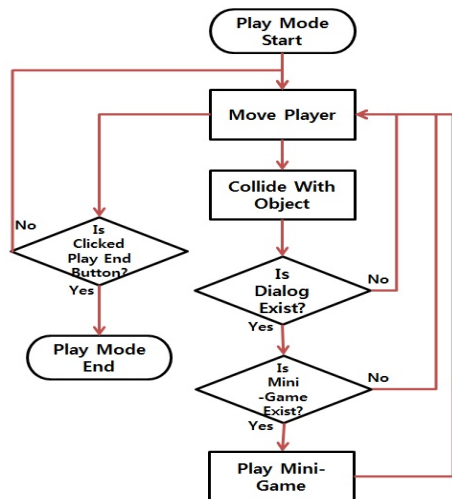 Play Mode
Start
Move Player
Collide With
Object
No
Is
Clicked
Play End
Button?
Yes
Play Mode
End
Is
Dialog
Exist?
No
Yes
Is
Mini
-Game
Exist?
No
Yes
Play Mini-
Game